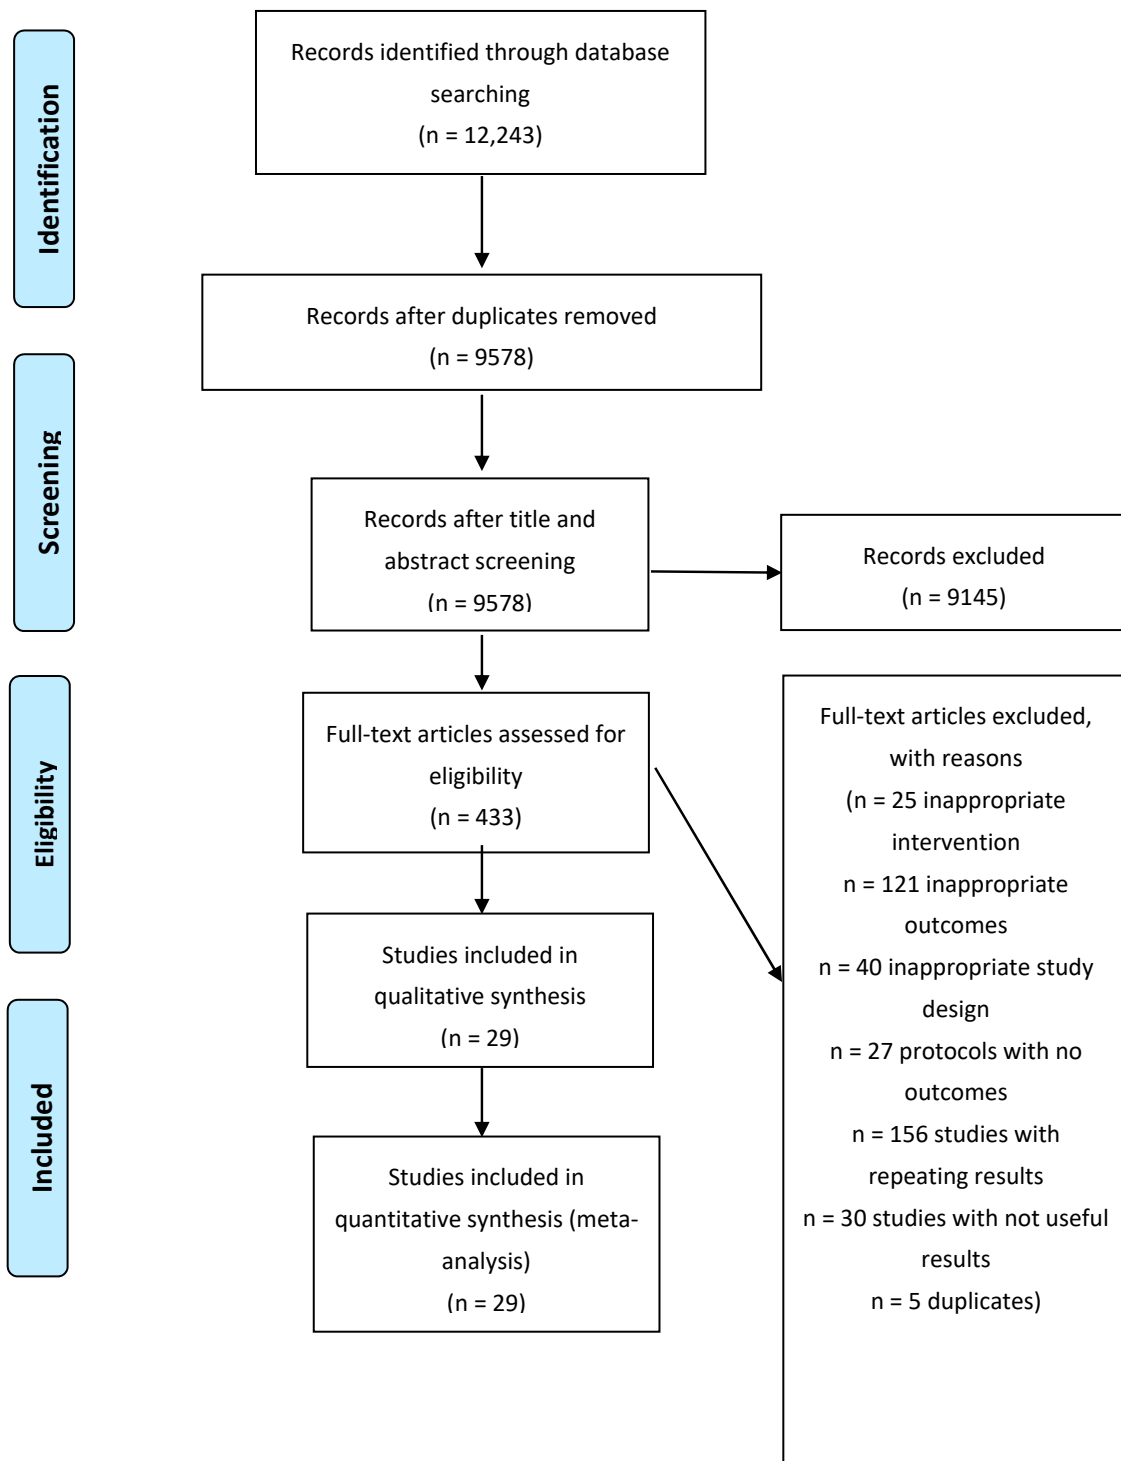 Identification
Records identified through database
searching
(n = 12,243)
Records after duplicates removed
(n = 9578)
Screening
Records after title and
abstract screening
(n = 9578)
Records excluded
(n = 9145)
Eligibility
Full-text articles assessed for
eligibility
(n = 433)
Full-text articles excluded,
with reasons
(n = 25 inappropriate
intervention
n = 121 inappropriate
outcomes
n = 40 inappropriate study
design
n = 27 protocols with no
outcomes
n = 156 studies with
repeating results
n = 30 studies with not useful
results
n = 5 duplicates)
Studies included in
qualitative synthesis
(n = 29)
Included
Studies included in
quantitative synthesis (meta-
analysis)
(n = 29)